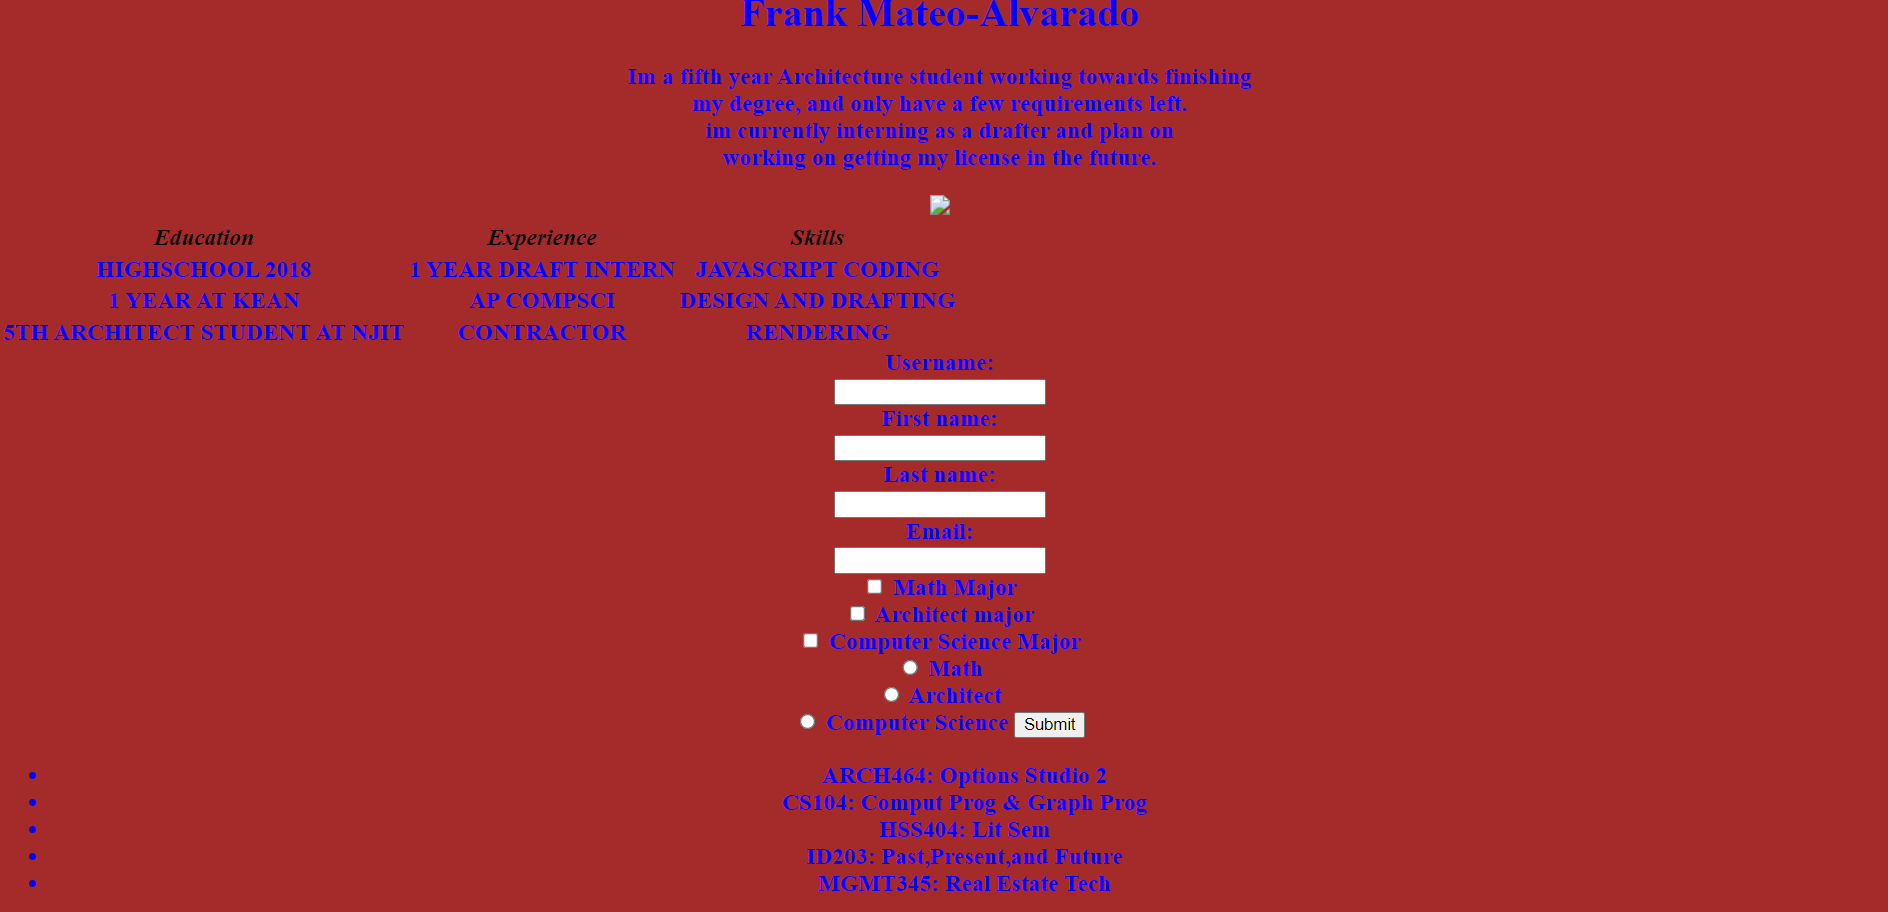 Frank Mateo-Alvarado
Im a fifth year Architecture student working towards finishing
my degree, and only have a few requirements left.
im currently interning as a drafter and plan on
working on getting my license in the future.
Education Experience Skills
HIGHSCHOOL 2018 1 YEAR DRAFT INTERN JAVASCRIPT CODING
1 YEAR AT KEAN AP COMPSCI DESIGN AND DRAFTING
5TH ARCHITECT STUDENT AT NJIT CONTRACTOR RENDERING
Username:
First name:
Last name:
Email:
Math Major
Architect major
Computer Science Major
Math
Architect
Computer Science Submit
ARCH464: Options Studio 2
CS104: Comput Prog & Graph Prog
HSS404: Lit Sem
ID203: Past,Present,and Future
MGMT345: Real Estate Tech